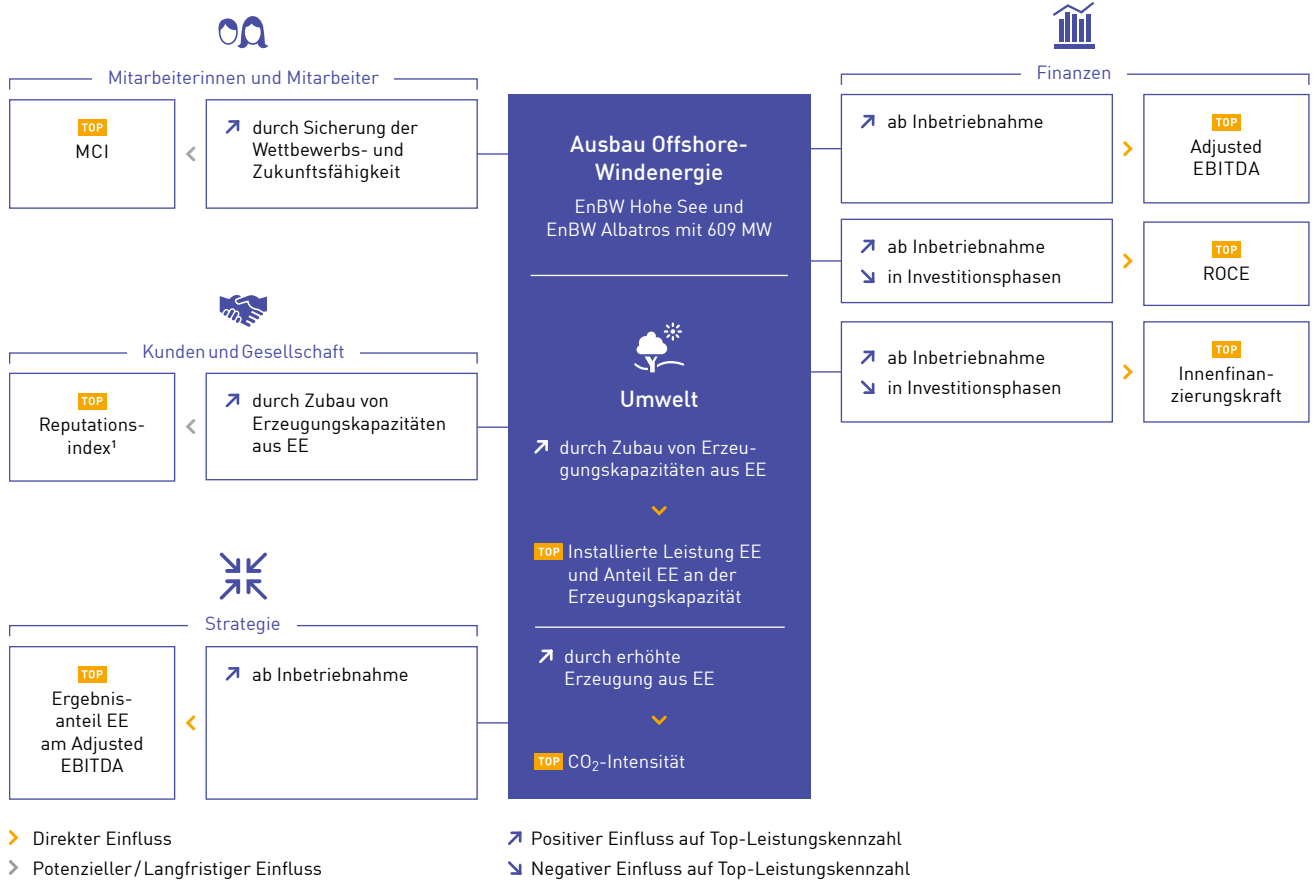 Mitarbeiterinnen und Mitarbeiter
TOP
MCI
durch Sicherung der
Wettbewerbs- und
Zukunftsfähigkeit
Kunden und Gesellschaft
TOP
Reputations-
index¹
durch Zubau von
Erzeugungskapazitäten
aus EE
Strategie
TOP
Ergebnis-
anteil EE
am Adjusted
EBITDA
ab Inbetriebnahme
Ausbau Offshore-
Windenergie
EnBW Hohe See und
EnBW Albatros mit 609 MW
Umwelt
durch Zubau von Erzeu-
gungskapazitäten aus EE
TOP Installierte Leistung EE
und Anteil EE an der
Erzeugungskapazität
durch erhöhte
Erzeugung aus EE
TOP CO₂-Intensität
Finanzen
ab Inbetriebnahme
TOP
Adjusted
EBITDA
ab Inbetriebnahme
in Investitionsphasen
TOP
ROCE
ab Inbetriebnahme
in Investitionsphasen
TOP
Innenfinan-
zierungskraft
Direkter Einfluss
Potenzieller/Langfristiger Einfluss
Positiver Einfluss auf Top-Leistungskennzahl
Negativer Einfluss auf Top-Leistungskennzahl